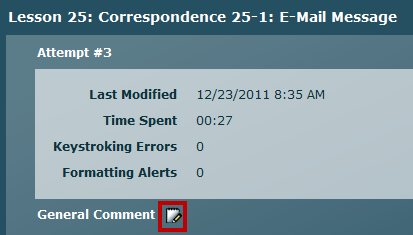 Lesson 25: Correspondence 25-1: E-Mail Message
Attempt #3
Last Modified 12/23/2011 8:35 AM
Time Spent 00:27
Keystroking Errors 0
Formatting Alerts 0
General Comment